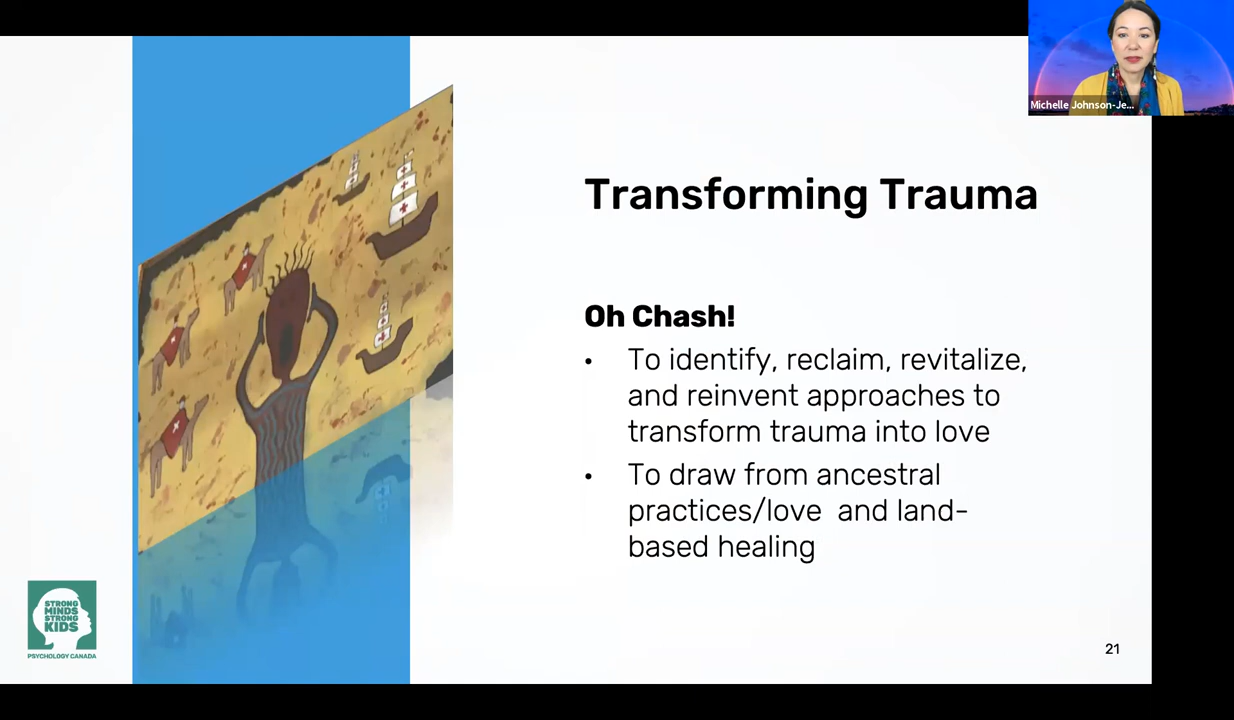 Michelle Johnson-Je...
Transforming Trauma
Oh Chash!
• To identify, reclaim, revitalize,
and reinvent approaches to
transform trauma into love
• To draw from ancestral
practices/love  and land-
based healing
STRONG
MINDS
STRONG
KIDS
PSYCHOLOGY CANADA
21